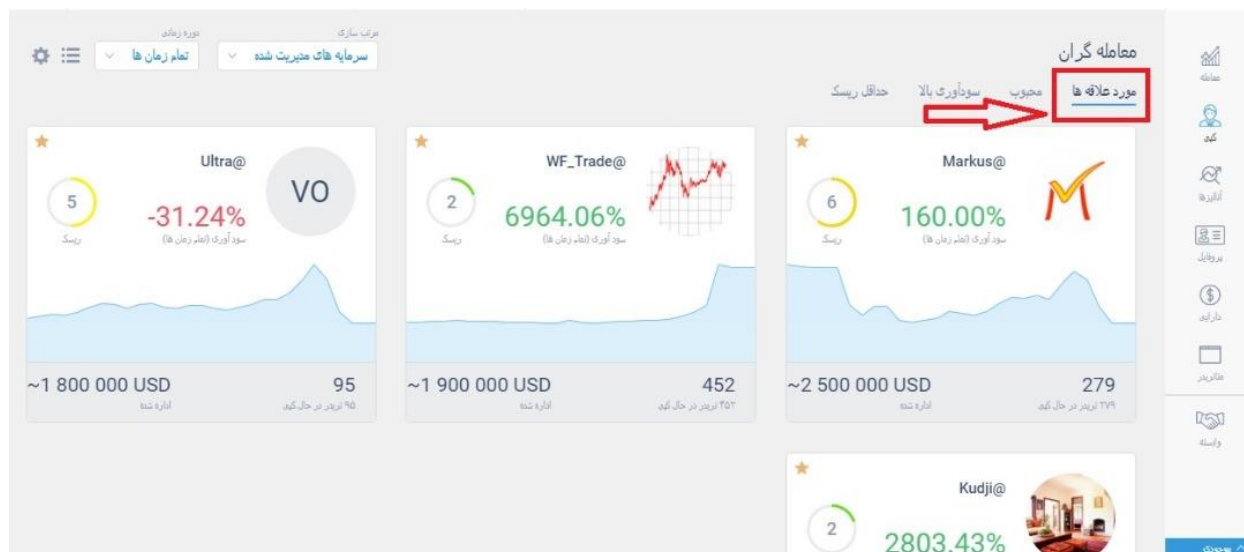 معامله گران
مرتب سازی
سرمایه های مدیریت شده
دوره زمانی
تمام زمان ها
مورد علاقه ها
محبوب
سودآوری بالا
حداقل ریسک
Markus@
160.00%
سود آوری (تمام زمان ها)
6
ریسک
279
۲۷۹ تریدر در حال کپی
~2 500 000 USD
اداره شده
WF_Trade@
6964.06%
سود آوری (تمام زمان ها)
2
ریسک
452
۴۵۲ تریدر در حال کپی
~1 900 000 USD
اداره شده
VO
Ultra@
-31.24%
سود آوری (تمام زمان ها)
5
ریسک
95
۹۵ تریدر در حال کپی
~1 800 000 USD
اداره شده
Kudji@
2803.43%
2
معامله
کپی
آنالیزها
پروفایل
دارایی
متاتریدر
وابسته
موجودی